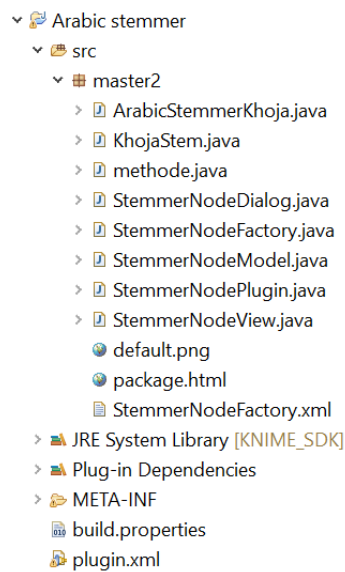 Arabic stemmer
src
master2
ArabicStemmerKhoja.java
KhojaStem.java
methode.java
StemmerNodeDialog.java
StemmerNodeFactory.java
StemmerNodeModel.java
StemmerNodePlugin.java
StemmerNodeView.java
default.png
package.html
StemmerNodeFactory.xml
JRE System Library [KNIME_SDK]
Plug-in Dependencies
META-INF
build.properties
plugin.xml